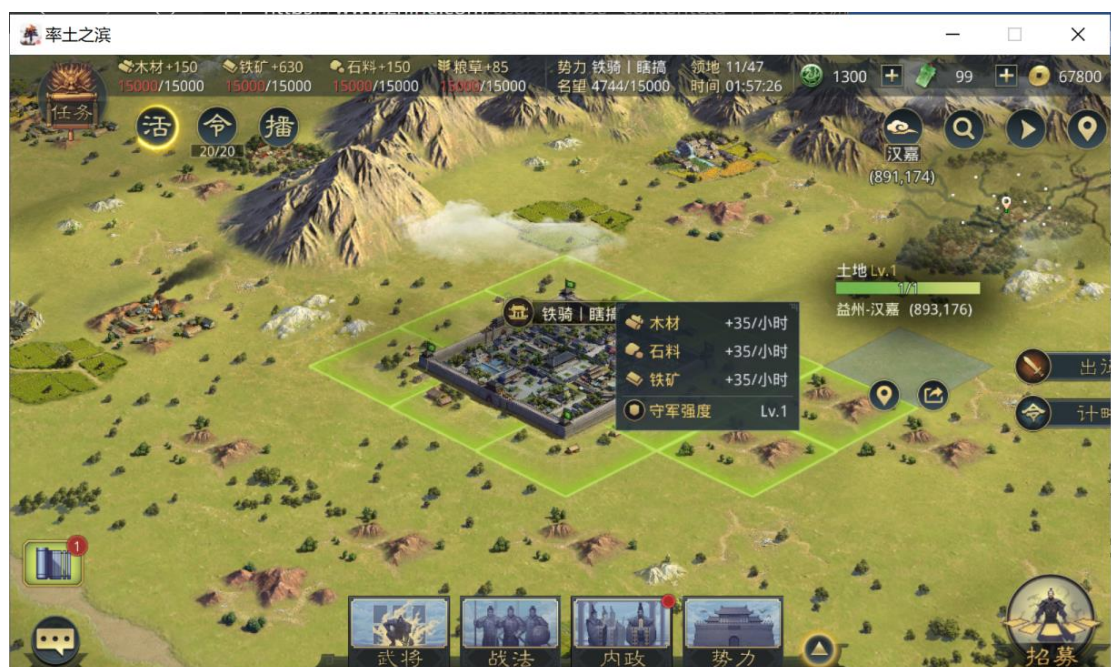 率土之滨
木材+150
15000/15000
铁矿+630
15000/15000
石料+150
15000/15000
粮草+85
15000/15000
势力 铁骑丨瞎搞
名望 4744/15000
领地 11/47
时间 01:57:26
1300
99
67800
任务
活
令
播
20/20
汉嘉
(891,174)
土地 Lv.1
1/1
益州-汉嘉 (893,176)
铁骑丨瞎搞
木材 +35/小时
石料 +35/小时
铁矿 +35/小时
守军强度 Lv.1
出
计略
1
武将
战法
内政
势力
招募